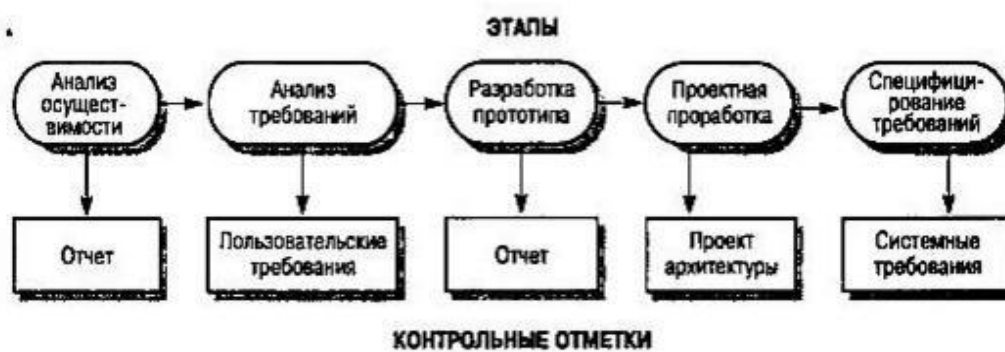 ЭТАПЫ
Анализ
осущест-
вимости
Анализ
требований
Разработка
прототипа
Проектная
проработка
Специфици-
рование
требований
Отчет
Пользовательские
требования
Отчет
Проект
архитектуры
Системные
требования
КОНТРОЛЬНЫЕ ОТМЕТКИ